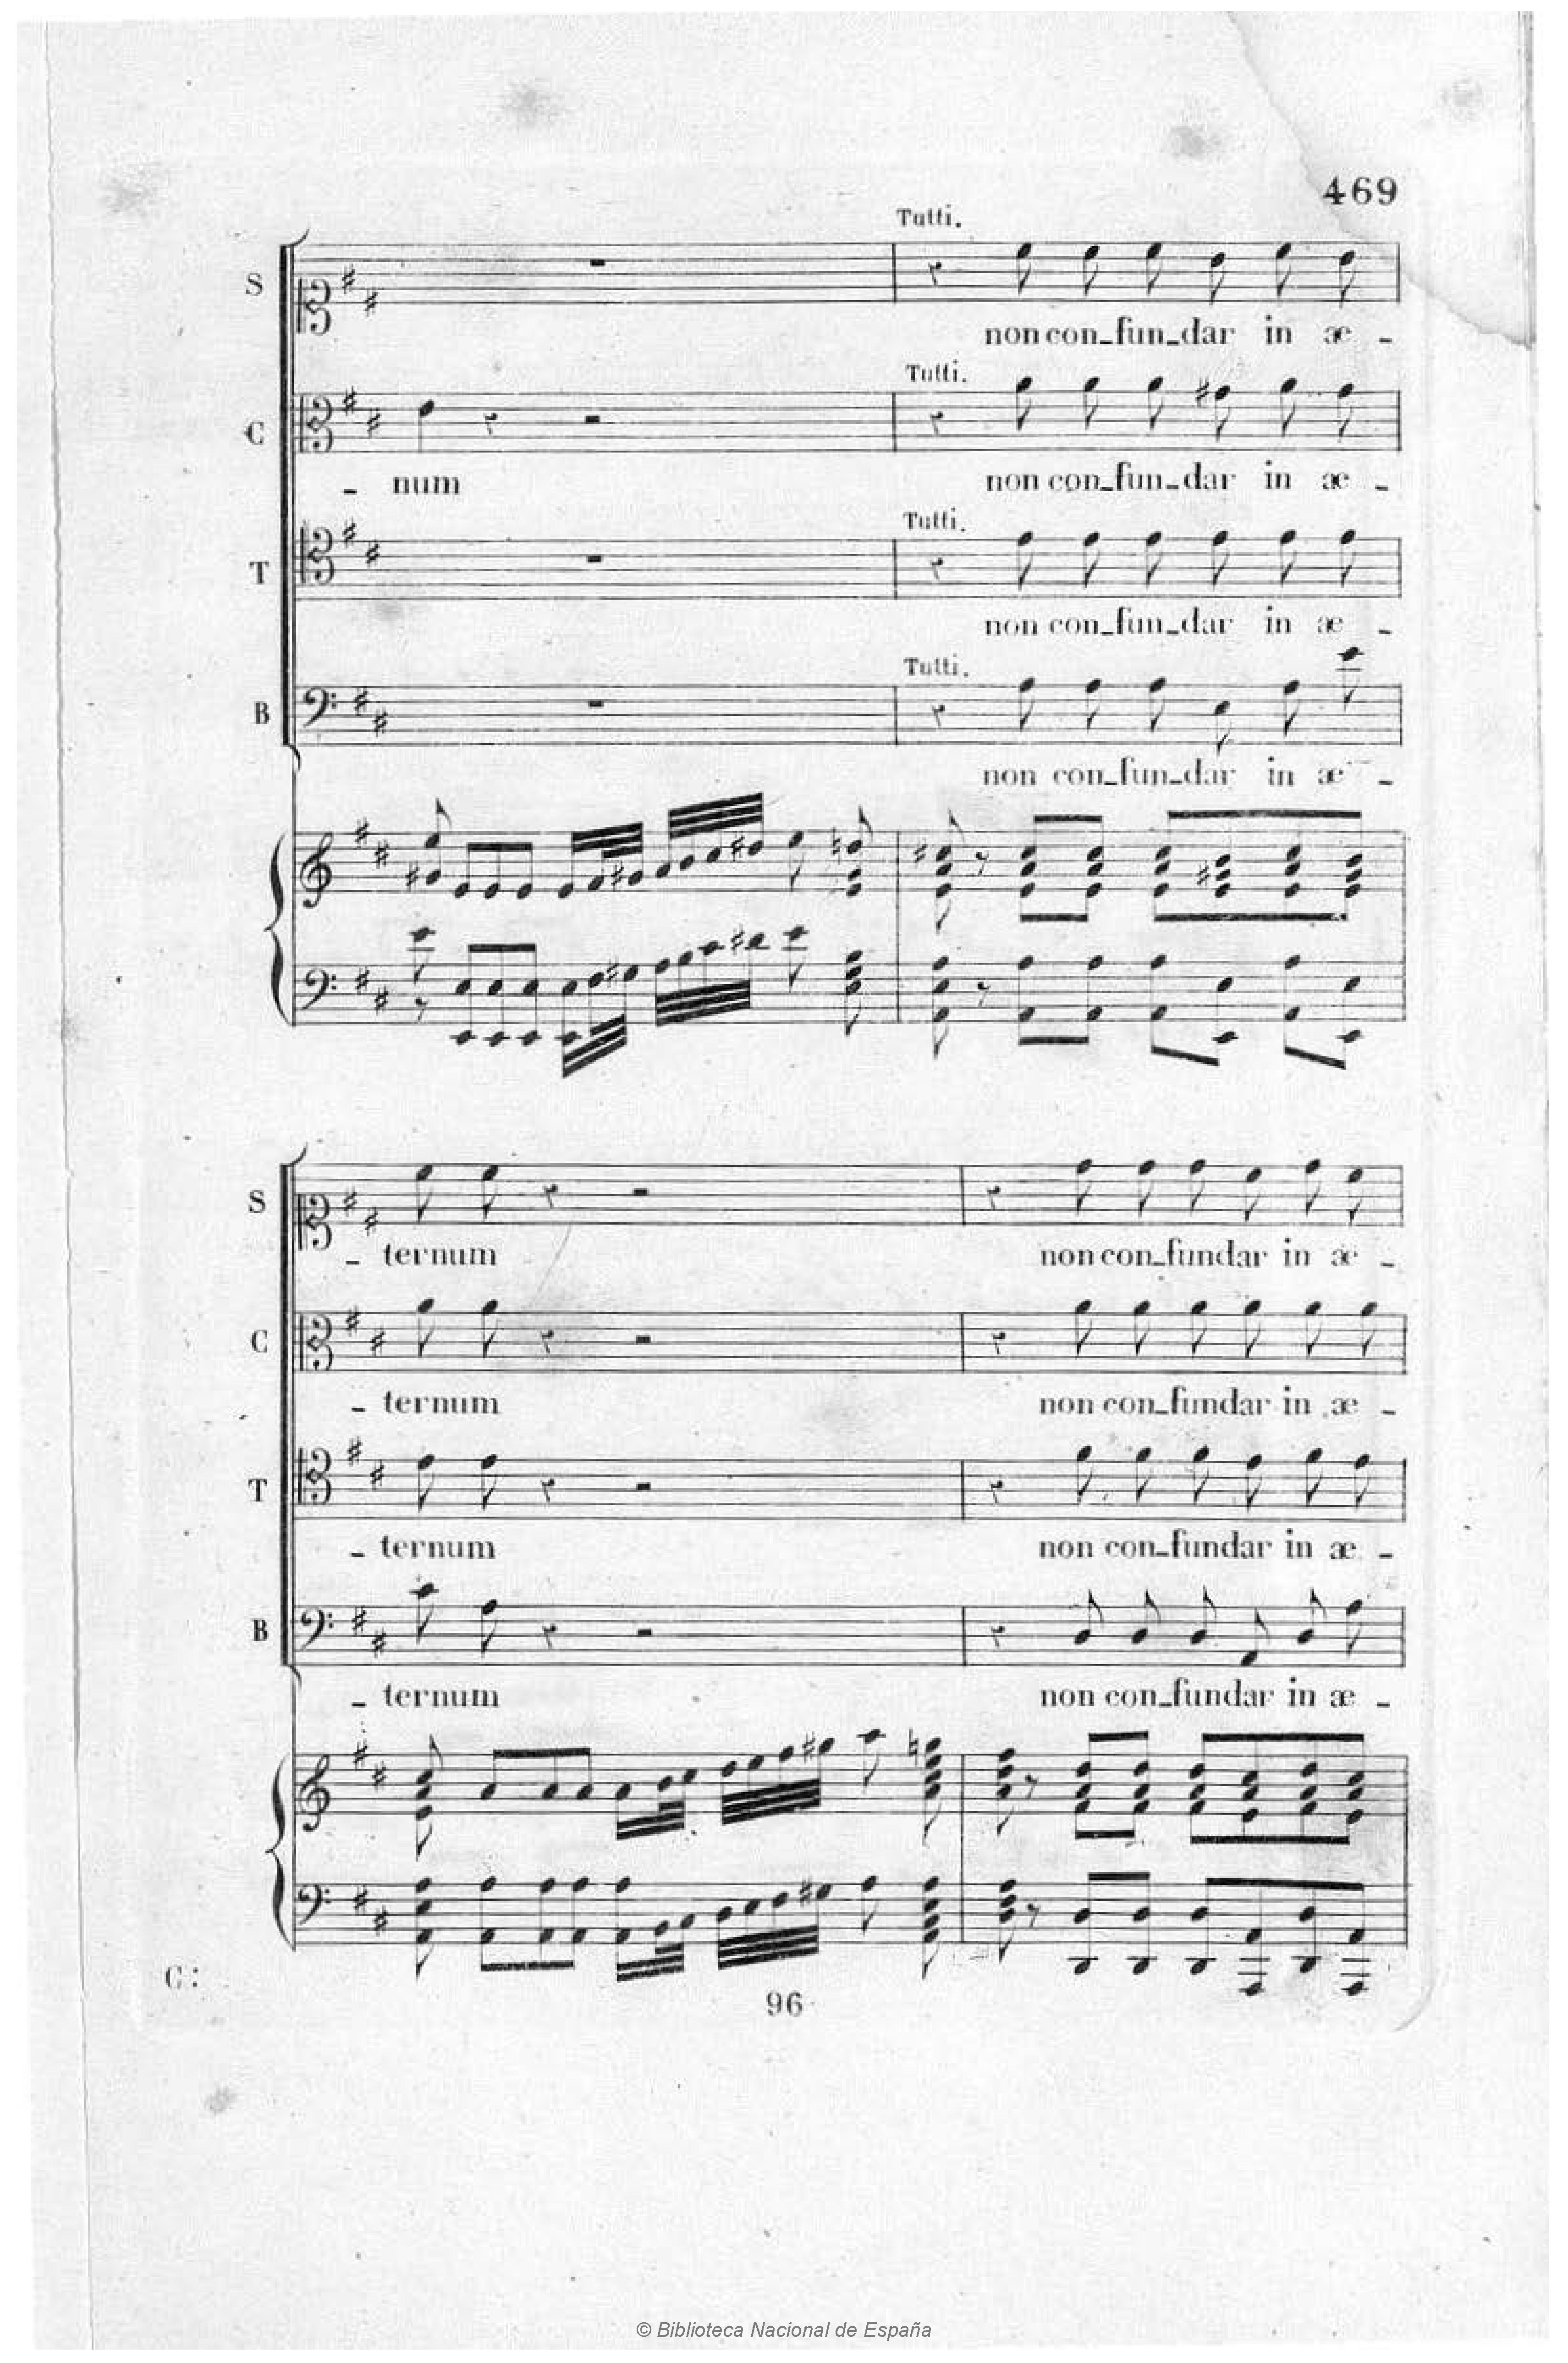 469
Tutti.
S
non con_fun_dar in æ _
Tutti.
C
_ num non con_fun_dar in æ _
Tutti.
T
non con_fun_dar in æ _
Tutti.
B
non con_fun_dar in æ _
S
_ ternum non con_fundar in æ _
C
_ ternum non con_fundar in æ _
T
_ ternum non con_fundar in æ _
B
_ ternum non con_fundar in æ _
C:
96
© Biblioteca Nacional de España